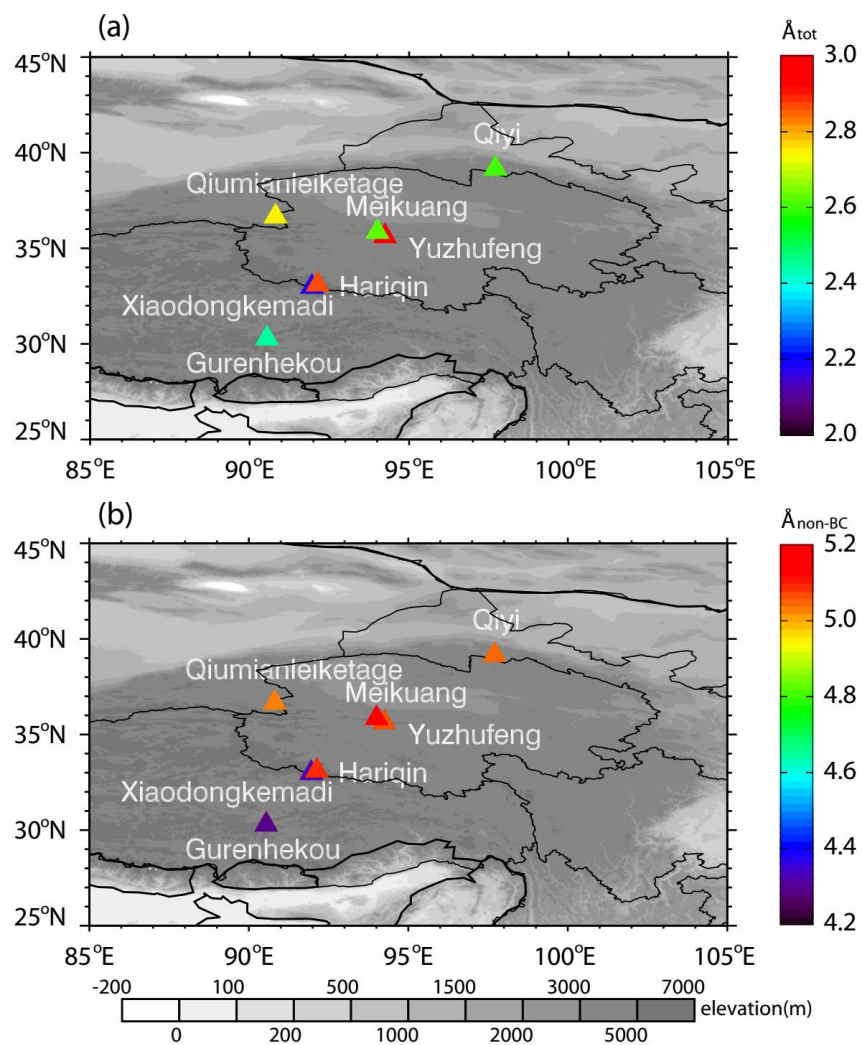 (a)
Åtot
45°N
40°N
35°N
30°N
25°N
85°E
90°E
95°E
100°E
105°E
Qiyi
Qiumianleiketage
Meikuang
Yuzhufeng
Hariqin
Xiaodongkemadi
Gurenhekou
3.0
2.8
2.6
2.4
2.2
2.0
(b)
Ånon-BC
45°N
40°N
35°N
30°N
25°N
85°E
90°E
95°E
100°E
105°E
Qiyi
Qiumianleiketage
Meikuang
Yuzhufeng
Hariqin
Xiaodongkemadi
Gurenhekou
5.2
5.0
4.8
4.6
4.4
4.2
-200 100 500 1500 3000 7000
elevation(m)
0 200 1000 2000 5000